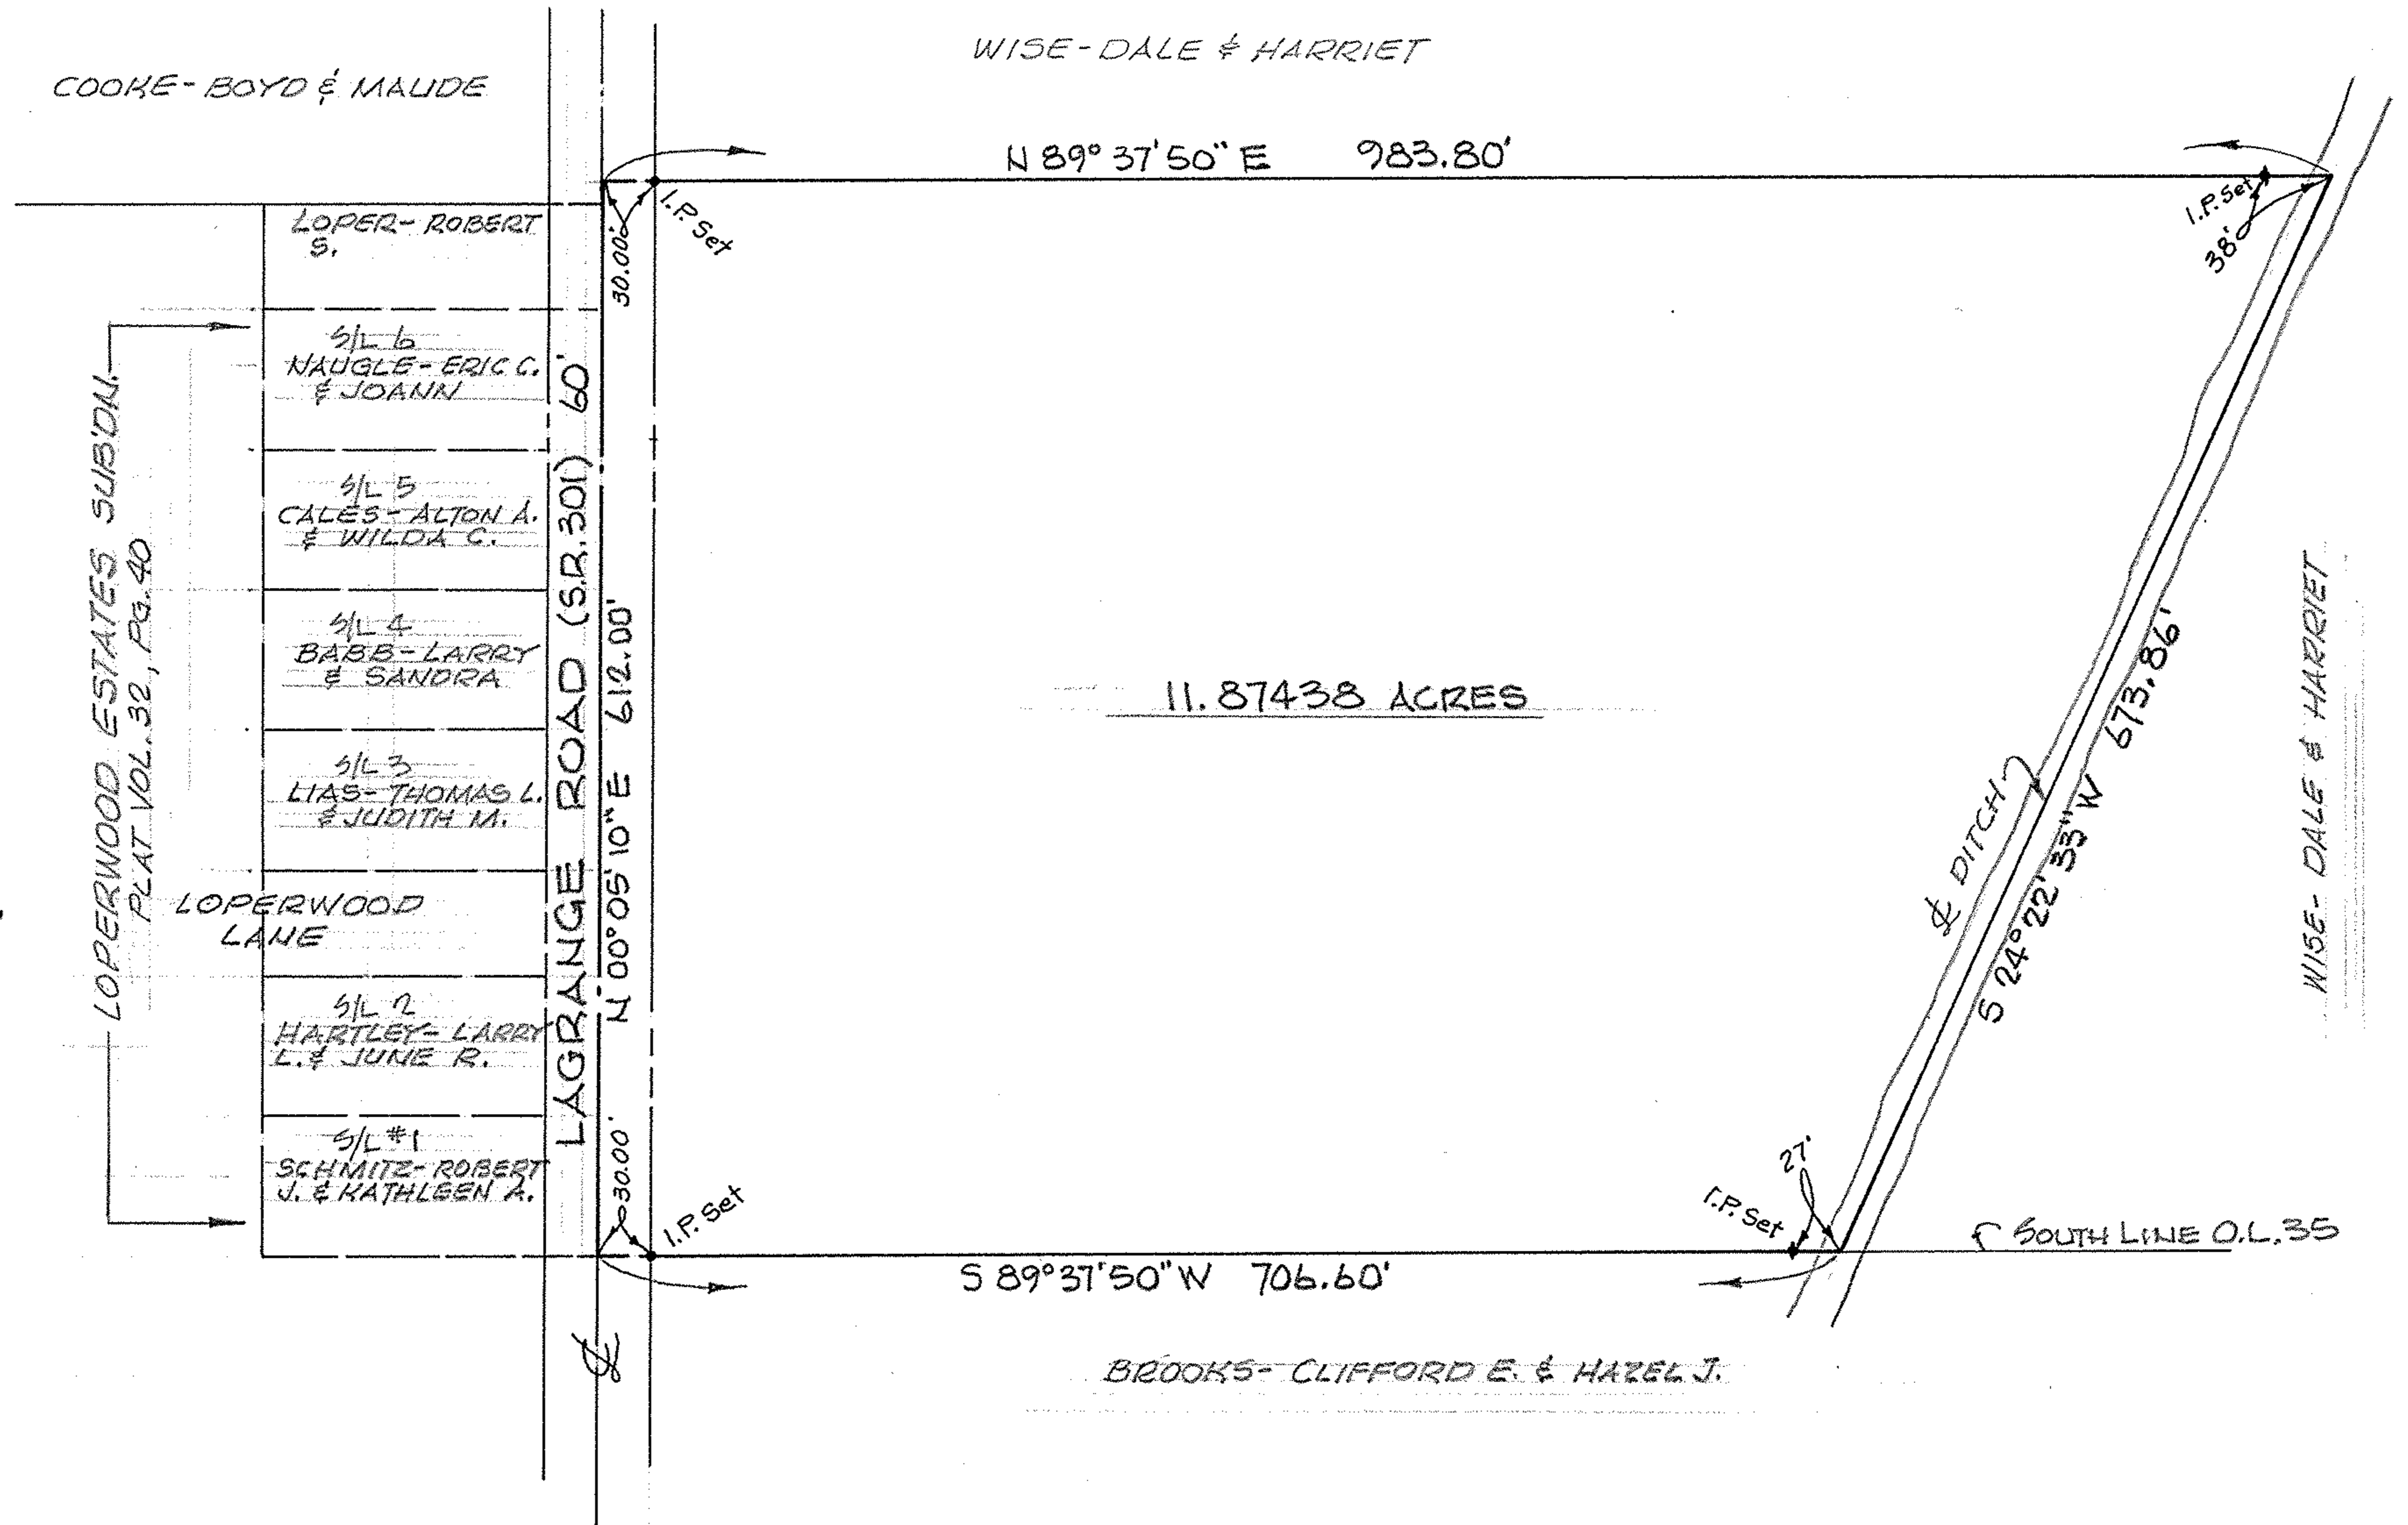 WISE-DALE & HARRIET
COOKE-BOYD & MAUDE
N 89° 37' 50" E 983.80'
I.P. Set
30.00'
I.P. Set
38'
LOPER-ROBERT
S.
S/L 6
NAUGLE-ERIC C.
& JOANN
S/L 5
CALES-ALTON A.
& WILDA C.
S/L 4
BABB-LARRY
& SANDRA
S/L 3
LIAS-THOMAS L.
& JUDITH M.
LOPERWOOD
LANE
S/L 2
HARTLEY-LARRY
L. & JUNE R.
S/L #1
SCHMITZ-ROBERT
J. & KATHLEEN A.
LOPERWOOD ESTATES SUB'DN.
PLAT VOL. 32, PG. 40
LAGRANGE ROAD (S.R. 301) 60'
N 00° 05' 10" E 612.00'
11.87438 ACRES
℄ DITCH
S 24° 22' 33" W 673.86'
WISE-DALE & HARRIET
30.00'
I.P. Set
27'
I.P. Set
SOUTH LINE O.L. 35
S 89° 37' 50" W 706.60'
℄
BROOKS-CLIFFORD E. & HAZEL J.